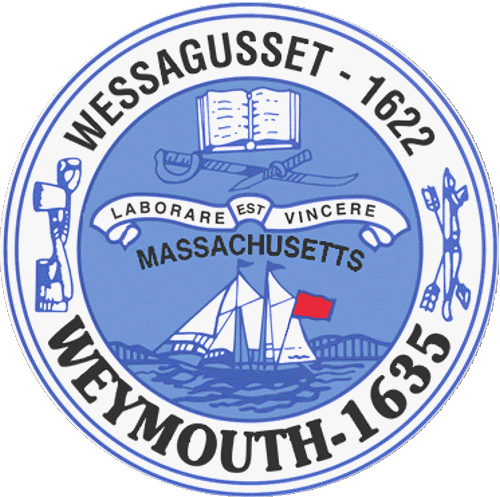 WESSAGUSSET - 1622
LABORARE EST VINCERE
MASSACHUSETTS
WEYMOUTH-1635